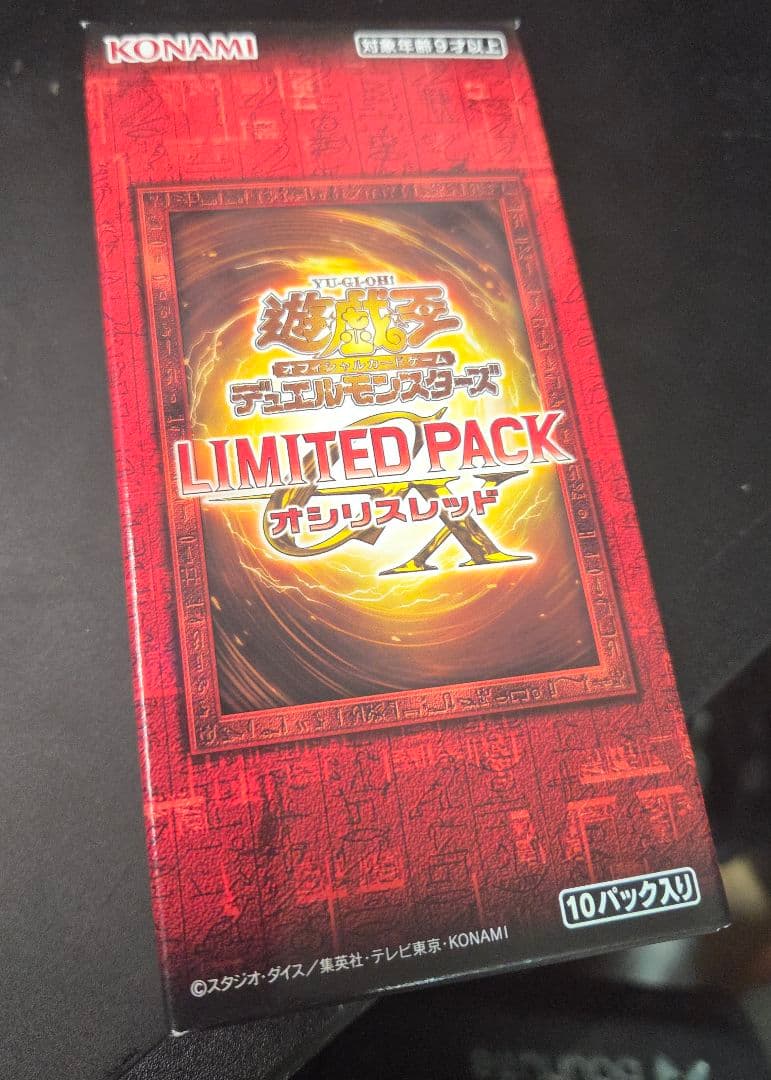 KONAMI
対象年齢9才以上
YU-GI-OH!
遊戯王
オフィシャルカードゲーム
デュエルモンスターズ
LIMITED PACK
GX
オシリスレッド
10パック入り
©スタジオ・ダイス/集英社・テレビ東京・KONAMI